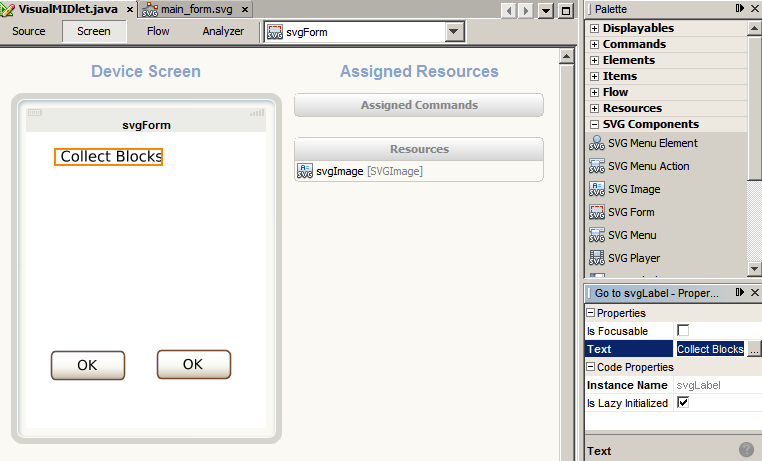 VisualMIDlet.java
main_form.svg
Source
Screen
Flow
Analyzer
svgForm
Device Screen
svgForm
Collect Blocks
OK
OK
Assigned Resources
Assigned Commands
Resources
svgImage [SVGImage]
Palette
Displayables
Commands
Elements
Items
Flow
Resources
SVG Components
SVG Menu Element
SVG Menu Action
SVG Image
SVG Form
SVG Menu
SVG Player
Go to svgLabel - Proper...
Properties
Is Focusable
Text Collect Blocks ...
Code Properties
Instance Name svgLabel
Is Lazy Initialized
Text